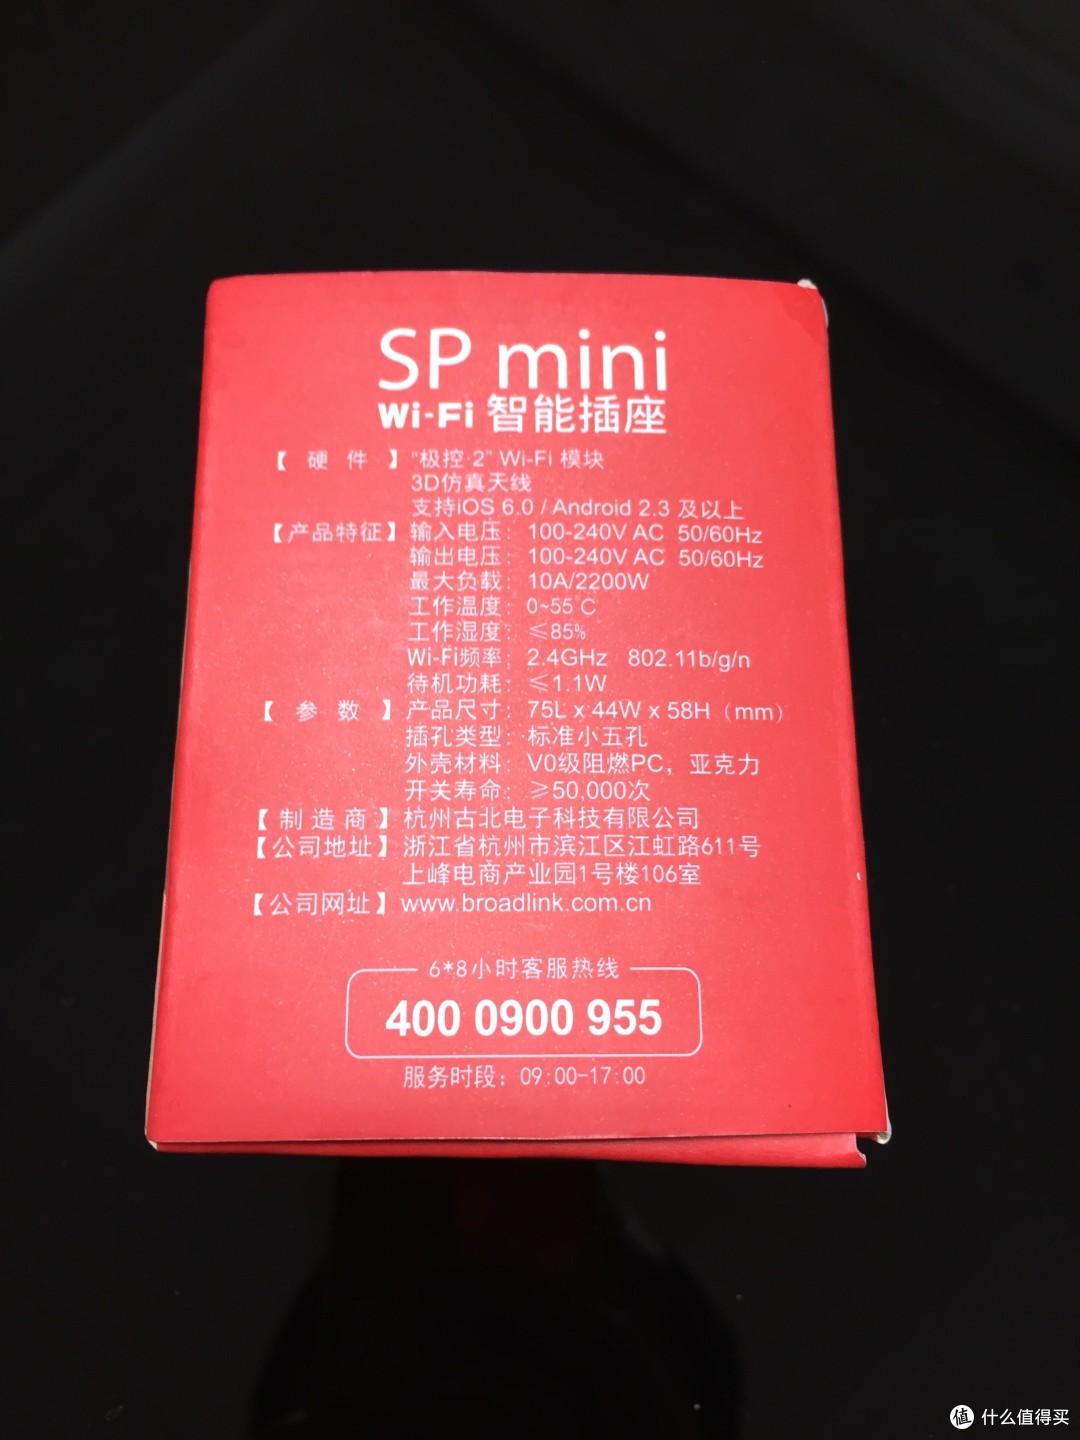 SP mini
Wi-Fi 智能插座
【 硬 件 】“极控 2” Wi-Fi 模块
3D仿真天线
支持iOS 6.0 / Android 2.3 及以上
【产品特征】输入电压： 100-240V AC 50/60Hz
输出电压： 100-240V AC 50/60Hz
最大负载： 10A/2200W
工作温度： 0~55℃
工作湿度： ≤85%
Wi-Fi频率： 2.4GHz 802.11b/g/n
待机功耗： ≤1.1W
【 参 数 】产品尺寸： 75L x 44W x 58H（mm）
插孔类型： 标准小五孔
外壳材料： V0级阻燃PC，亚克力
开关寿命： ≥50,000次
【 制 造 商 】杭州古北电子科技有限公司
【公司地址】浙江省杭州市滨江区江虹路611号
上峰电商产业园1号楼106室
【公司网址】www.broadlink.com.cn
6*8小时客服热线
400 0900 955
服务时段：09:00-17:00
值 什么值得买